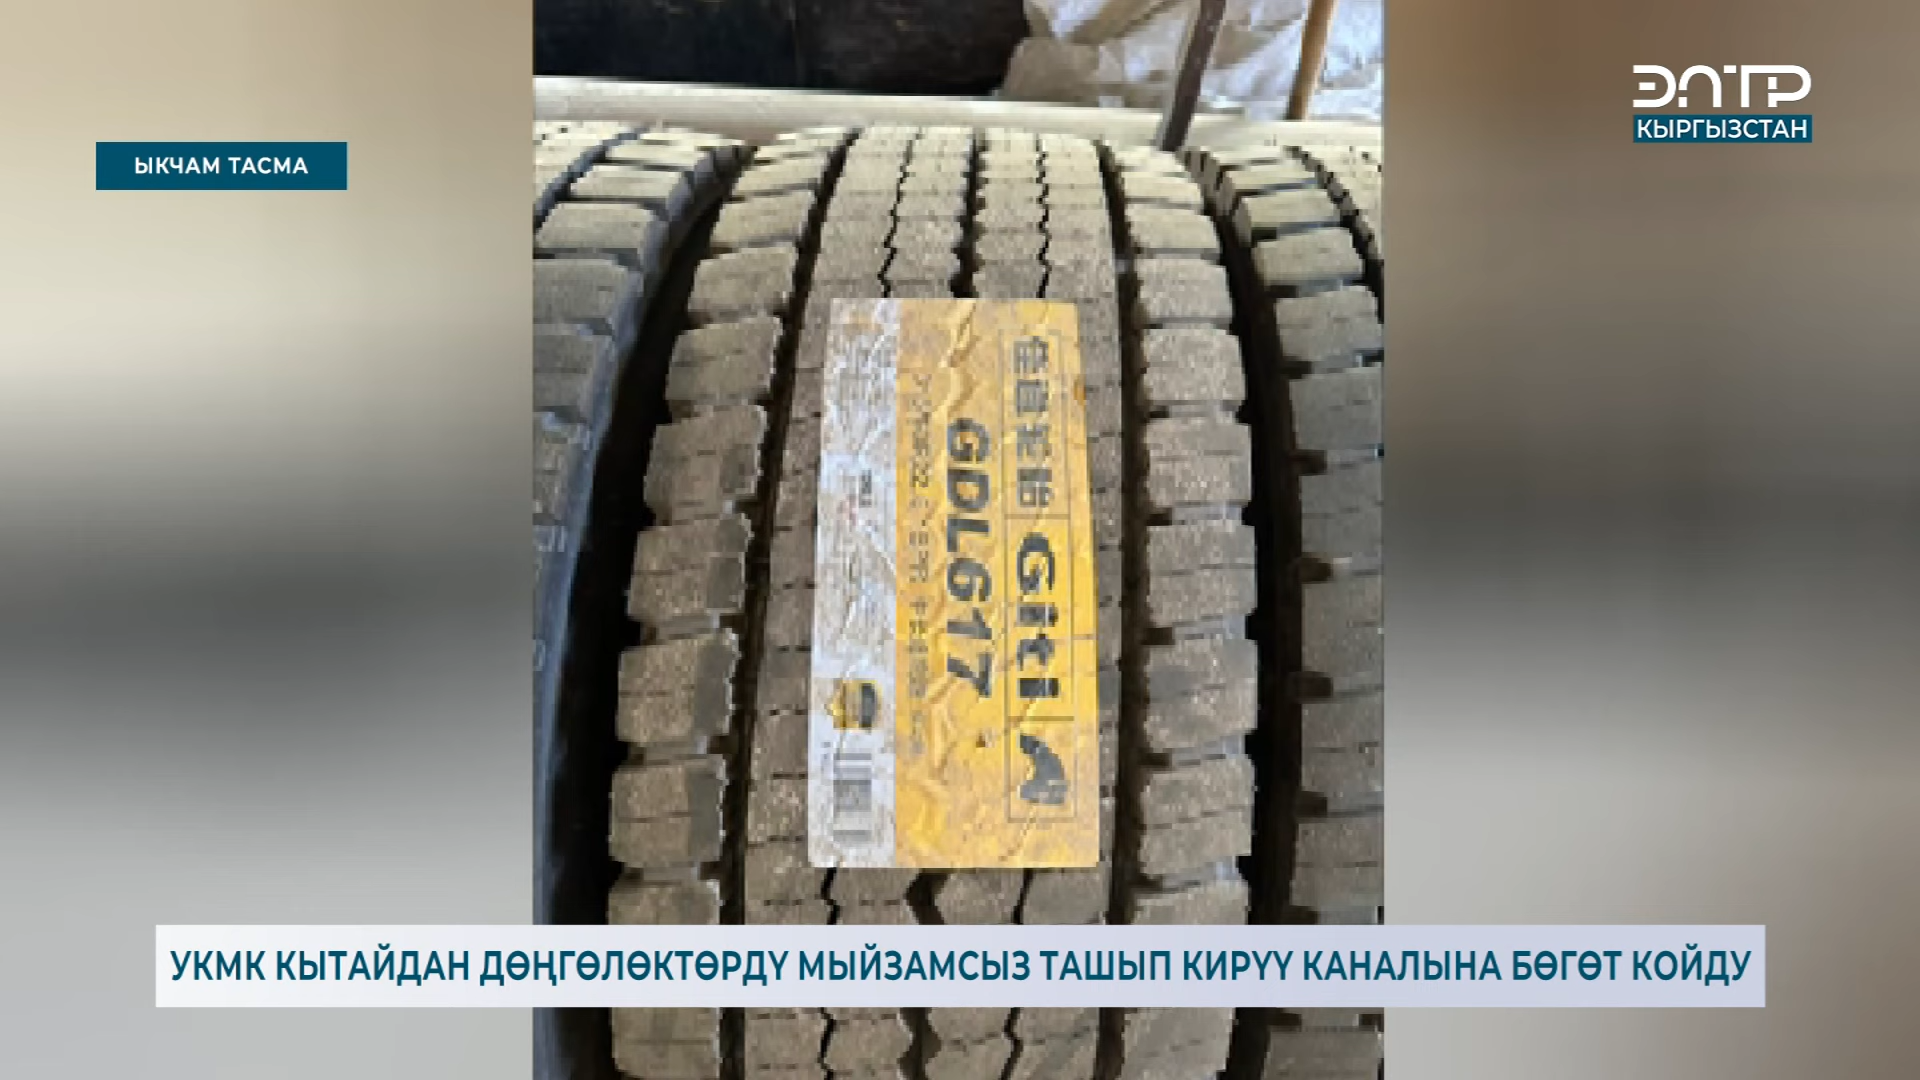 ЭЛТР
КЫРГЫЗСТАН
ЫКЧАМ ТАСМА
Giti
GDL617
УКМК КЫТАЙДАН ДӨҢГӨЛӨКТӨРДҮ МЫЙЗАМСЫЗ ТАШЫП КИРҮҮ КАНАЛЫНА БӨГӨТ КОЙДУ